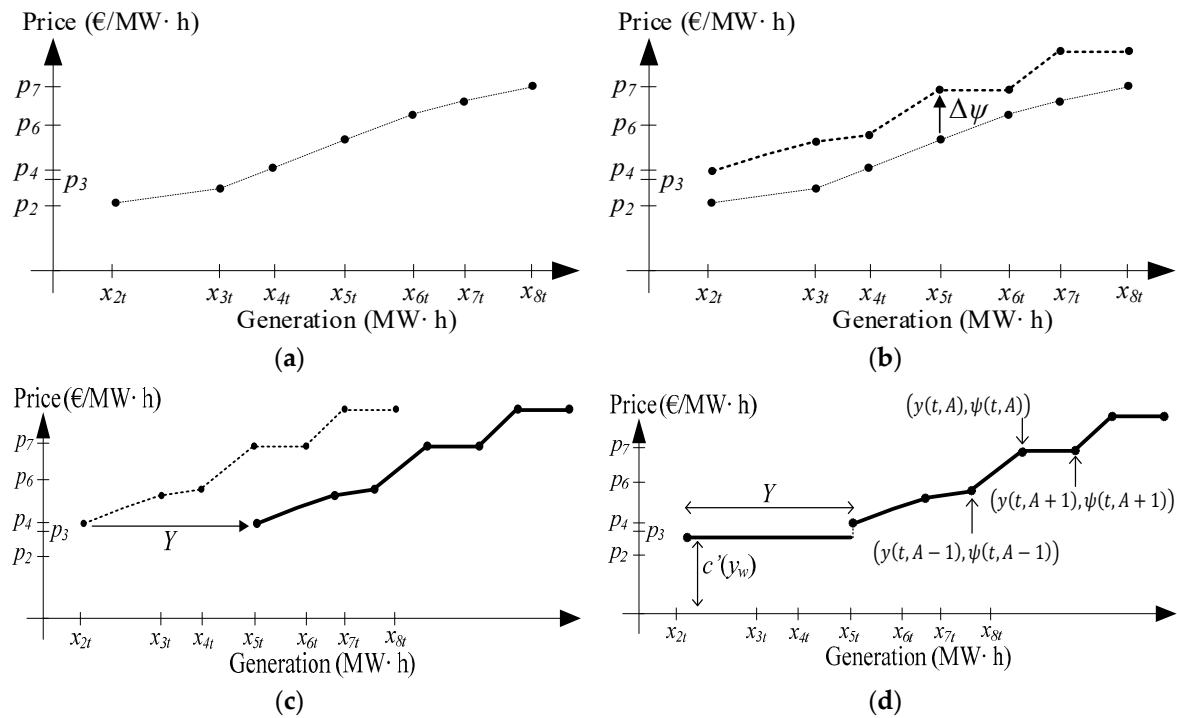 Price (€/MW· h)
p7
p6
p4
p3
p2
x2t
x3t
x4t
x5t
x6t
x7t
x8t
Generation (MW· h)
(a)
Price (€/MW· h)
p7
p6
Δψ
p4
p3
p2
x2t
x3t
x4t
x5t
x6t
x7t
x8t
Generation (MW· h)
(b)
Price (€/MW· h)
p7
p6
p4
p3
Y
p2
x2t
x3t
x4t
x5t
x6t
x7t
x8t
Generation (MW· h)
(c)
Price (€/MW· h)
(y(t, A), ψ(t, A))
p7
p6
Y
(y(t, A + 1), ψ(t, A + 1))
p4
p3
p2
(y(t, A − 1), ψ(t, A − 1))
c’(yw)
x2t
x3t
x4t
x5t
x6t
x7t
x8t
Generation (MW· h)
(d)